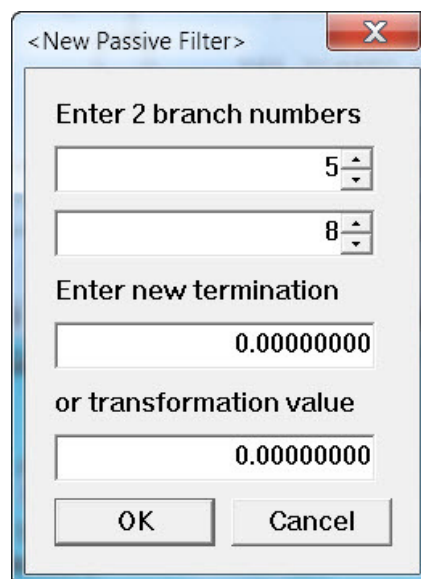 <New Passive Filter>
X
Enter 2 branch numbers
5
8
Enter new termination
0.00000000
or transformation value
0.00000000
OK Cancel